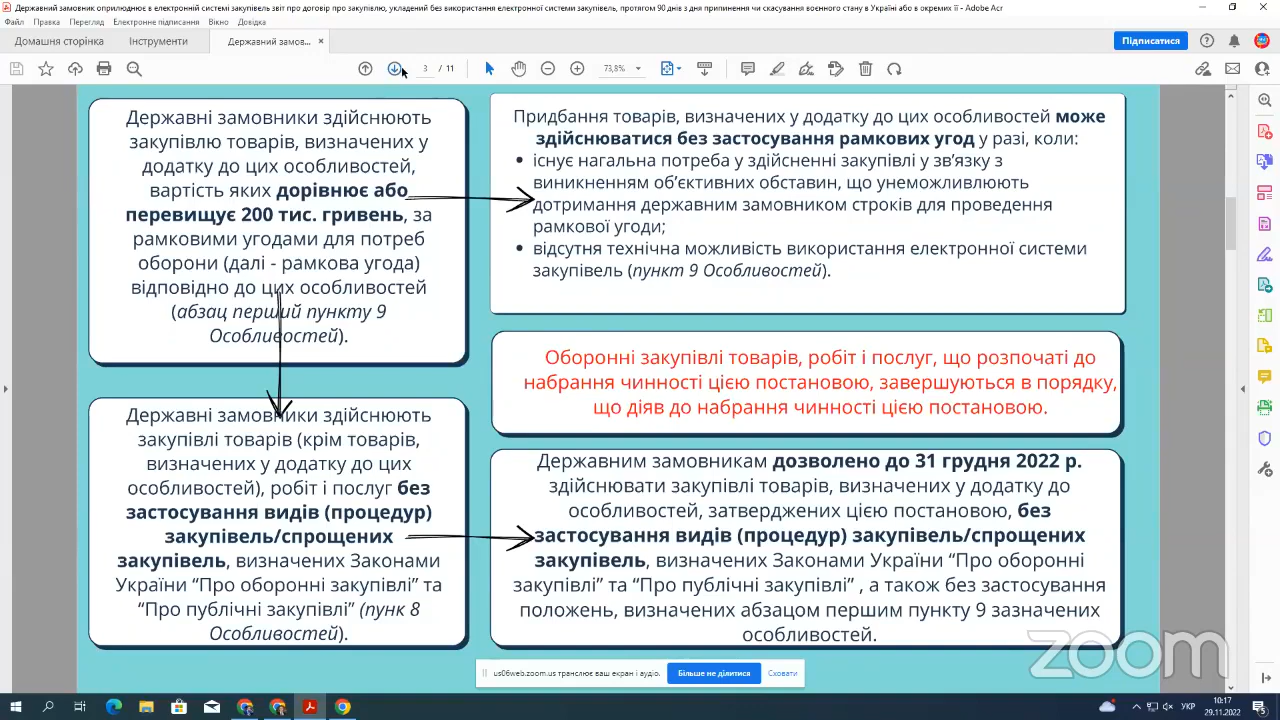 Державний замовник оприлюднює в електронній системі закупівель звіт про договір про закупівлю, укладений без використання електронної системи закупівель, протягом 90 днів з дня припинення чи скасування воєнного стану в Україні або в окремих її - Adobe Acr
Файл Правка Перегляд Електронне підписання Вікно Довідка
Домашня сторінка Інструменти Державний замов... ×
Підписатися
3 / 11 73,8%
Державні замовники здійснюють
закупівлю товарів, визначених у
додатку до цих особливостей,
вартість яких дорівнює або
перевищує 200 тис. гривень, за
рамковими угодами для потреб
оборони (далі - рамкова угода)
відповідно до цих особливостей
(абзац перший пункту 9
Особливостей).
Придбання товарів, визначених у додатку до цих особливостей може
здійснюватися без застосування рамкових угод у разі, коли:
• існує нагальна потреба у здійсненні закупівлі у зв’язку з
виникненням об’єктивних обставин, що унеможливлюють
дотримання державним замовником строків для проведення
рамкової угоди;
• відсутня технічна можливість використання електронної системи
закупівель (пункт 9 Особливостей).
Оборонні закупівлі товарів, робіт і послуг, що розпочаті до
набрання чинності цією постановою, завершуються в порядку,
що діяв до набрання чинності цією постановою.
Державні замовники здійснюють
закупівлі товарів (крім товарів,
визначених у додатку до цих
особливостей), робіт і послуг без
застосування видів (процедур)
закупівель/спрощених
закупівель, визначених Законами
України “Про оборонні закупівлі” та
“Про публічні закупівлі” (пунк 8
Особливостей).
Державним замовникам дозволено до 31 грудня 2022 р.
здійснювати закупівлі товарів, визначених у додатку до
особливостей, затверджених цією постановою, без
застосування видів (процедур) закупівель/спрощених
закупівель, визначених Законами України “Про оборонні
закупівлі” та “Про публічні закупівлі” , а також без застосування
положень, визначених абзацом першим пункту 9 зазначених
особливостей.
zoom
us06web.zoom.us транслює ваш екран і аудіо. Більше не ділитися Сховати
УКР
10:17
29.11.2022